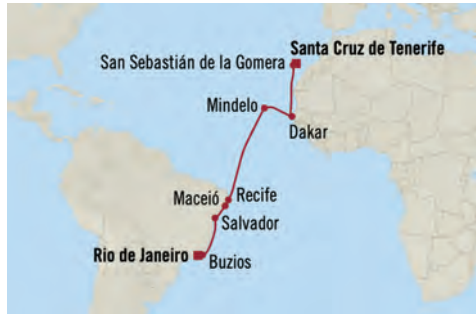 Santa Cruz de Tenerife
San Sebastián de la Gomera
Mindelo
Dakar
Maceió
Recife
Salvador
Rio de Janeiro
Buzios